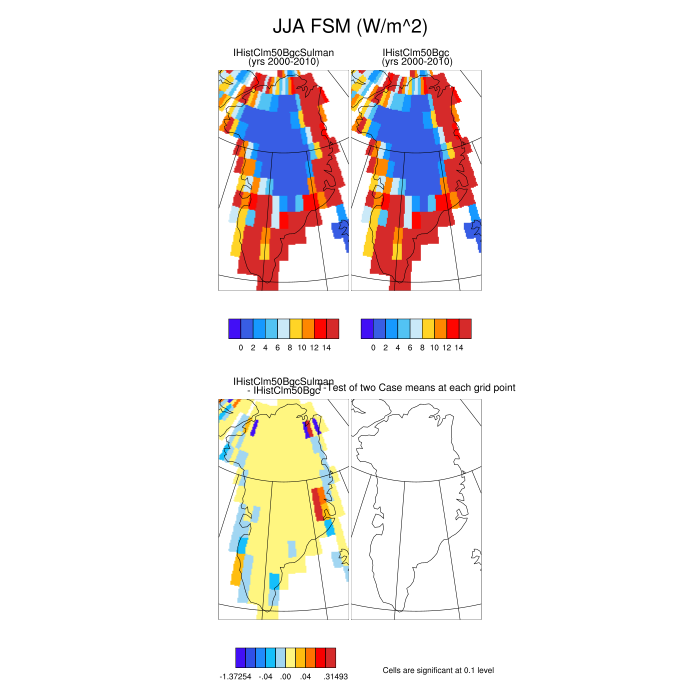 JJA FSM (W/m^2)
IHistClm50BgcSulman
(yrs 2000-2010)
IHistClm50Bgc
(yrs 2000-2010)
0 2 4 6 8 10 12 14
0 2 4 6 8 10 12 14
IHistClm50BgcSulman
- IHistClm50Bgc
T-Test of two Case means at each grid point
-1.37254 -.04 .00 .04 .31493
Cells are significant at 0.1 level